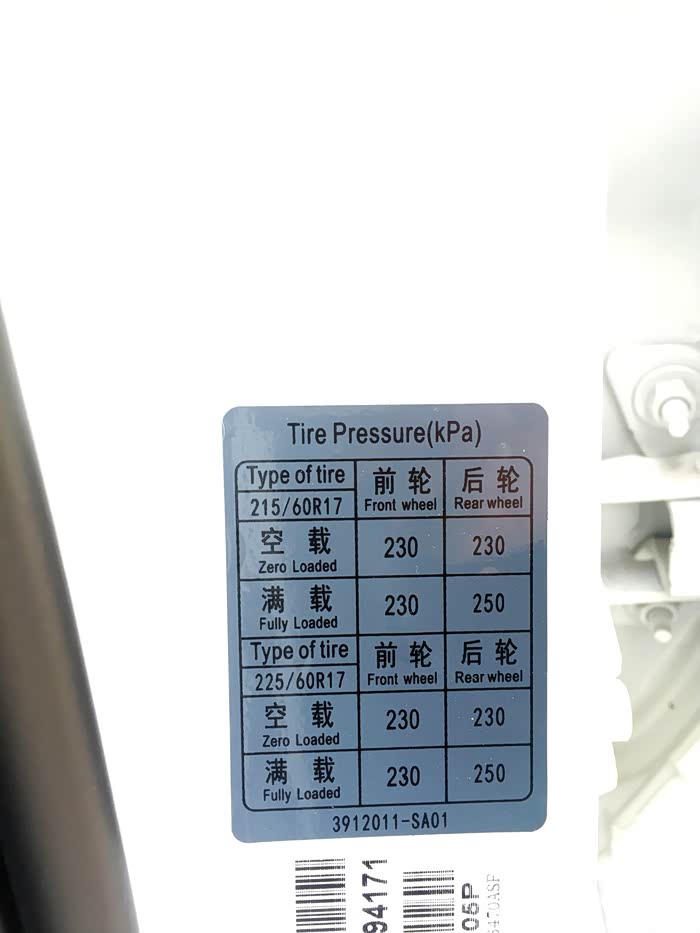 Tire Pressure(kPa)
Type of tire
215/60R17
前轮
Front wheel
后轮
Rear wheel
空载
Zero Loaded
230
230
满载
Fully Loaded
230
250
Type of tire
225/60R17
前轮
Front wheel
后轮
Rear wheel
空载
Zero Loaded
230
230
满载
Fully Loaded
230
250
3912011-SA01
94171
05P